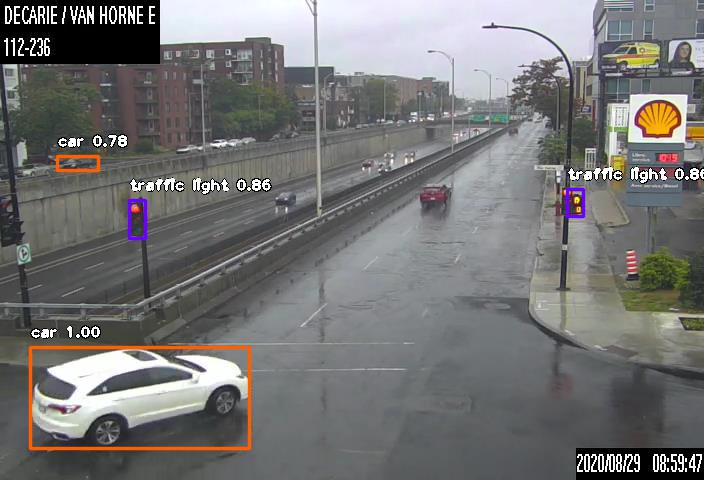 DECARIE / VAN HORNE E
112-236
car 0.78
traffic light 0.86
traffic light 0.86
Shell
car 1.00
2020/08/29 08:59:47